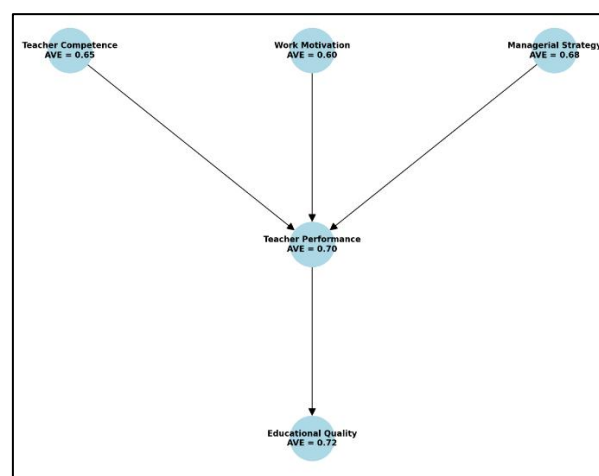 Teacher Competence
AVE = 0.65
Work Motivation
AVE = 0.60
Managerial Strategy
AVE = 0.68
Teacher Performance
AVE = 0.70
Educational Quality
AVE = 0.72